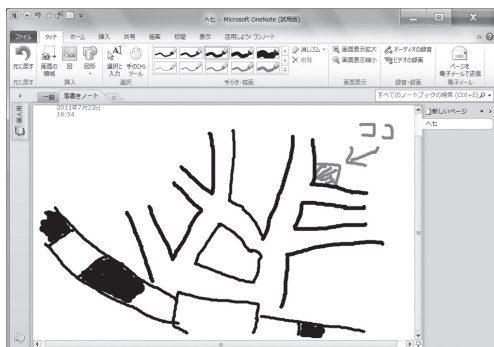 へセ - Microsoft OneNote (試用版)
ファイル タッチ ホーム 挿入 共有 描画 校閲 表示 活用しよう! ワンノート
元に戻す 画面の領域 図 図形 選択と入力 手のひらツール 消しゴム 削除 画面表示拡大 画面表示縮小 オーディオの録音 ビデオの録画 ページを電子メールで送信
元に戻す 挿入 選択 手がき・描画 画面表示 録音・録画 電子メール
一般 落書きノート すべてのノートブックの検索 (Ctrl+E)
個人用
新しいページ
へセ
2011年7月22日
16:54
ココ